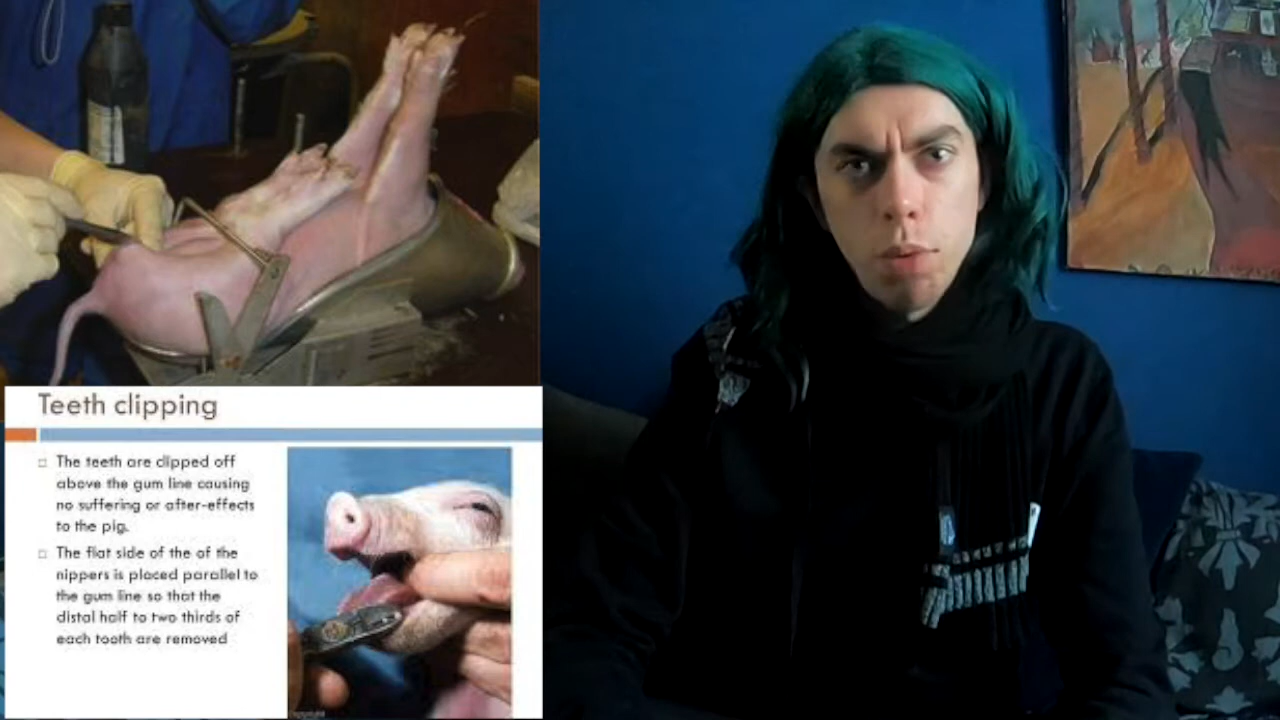 Teeth clipping
The teeth are clipped off
above the gum line causing
no suffering or after-effects
to the pig.
The flat side of the of the
nippers is placed parallel to
the gum line so that the
distal half to two thirds of
each tooth are removed